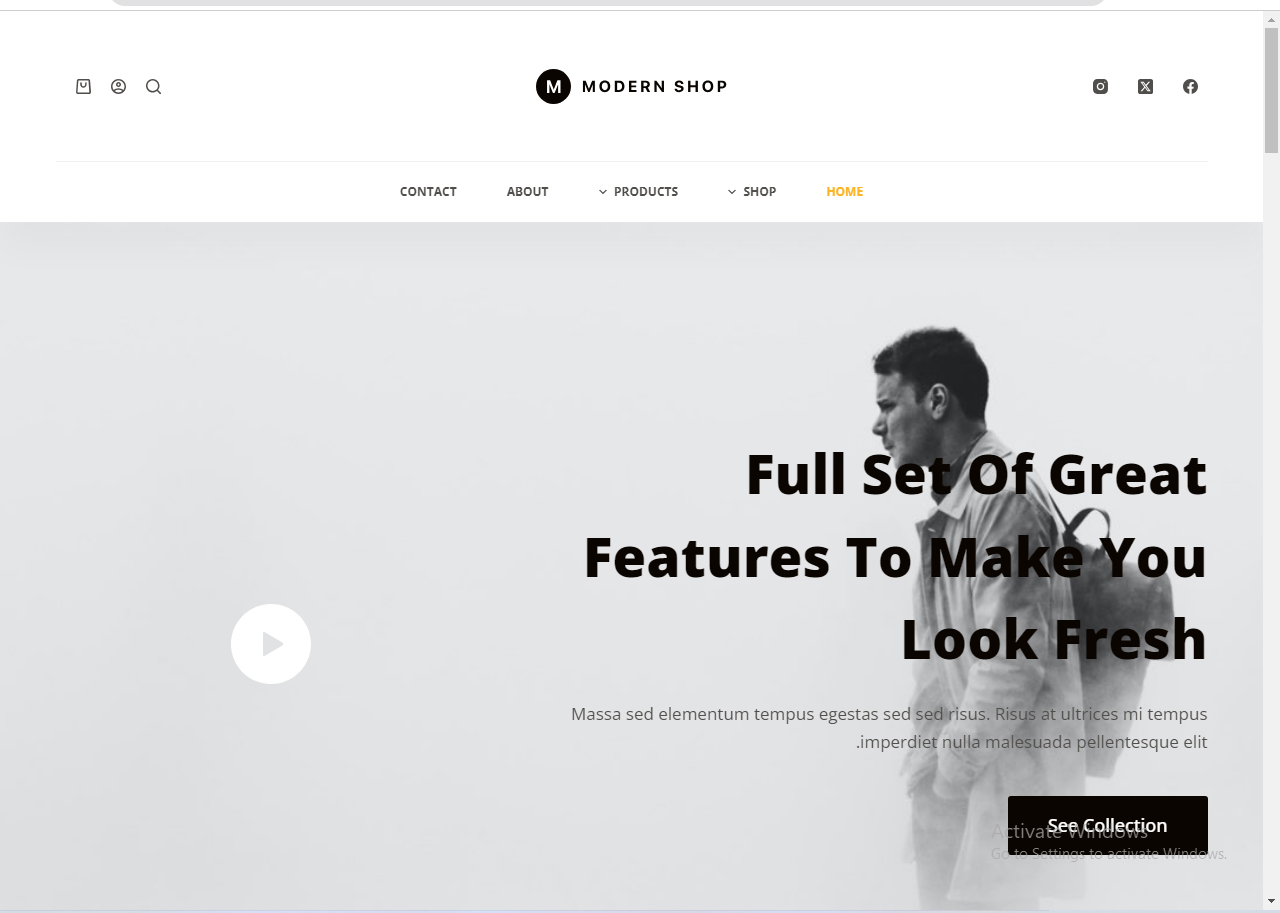 M MODERN SHOP
HOME SHOP PRODUCTS ABOUT CONTACT
Full Set Of Great
Features To Make You
Look Fresh
Massa sed elementum tempus egestas sed sed risus. Risus at ultrices mi tempus
.imperdiet nulla malesuada pellentesque elit
See Collection
Activate Windows
Go to Settings to activate Windows.